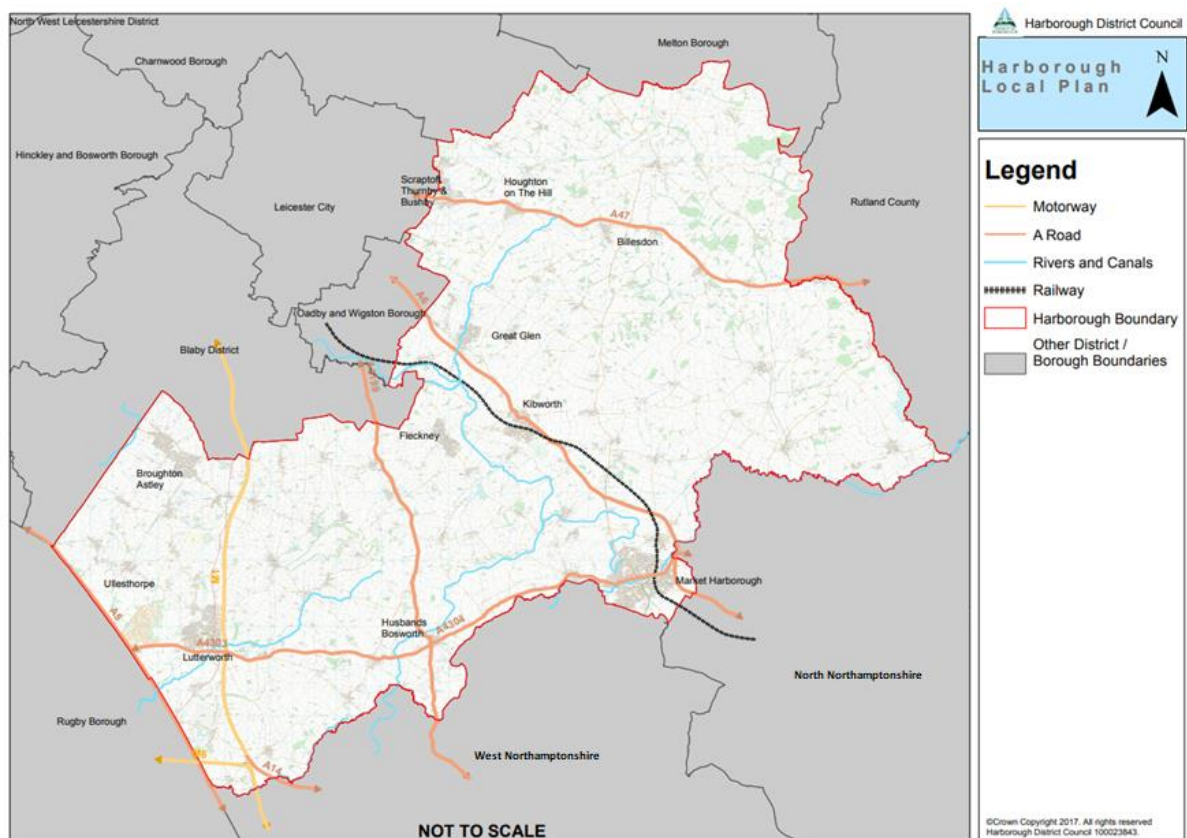 North West Leicestershire District
Charnwood Borough
Melton Borough
Hinckley and Bosworth Borough
Leicester City
Scraptoft,
Thurnby &
Bushby
Houghton
on The Hill
Rutland County
A47
Billesdon
A6
Oadby and Wigston Borough
Great Glen
Blaby District
A5199
Kibworth
Fleckney
Broughton
Astley
M1
Ullesthorpe
A5
Market Harborough
Husbands
Bosworth
A4304
A4303
Lutterworth
North Northamptonshire
Rugby Borough
M6
A14
West Northamptonshire
NOT TO SCALE
Harborough District Council
Harborough
Local Plan
N
Legend
Motorway
A Road
Rivers and Canals
Railway
Harborough Boundary
Other District /
Borough Boundaries
©Crown Copyright 2017. All rights reserved
Harborough District Council 100023843.